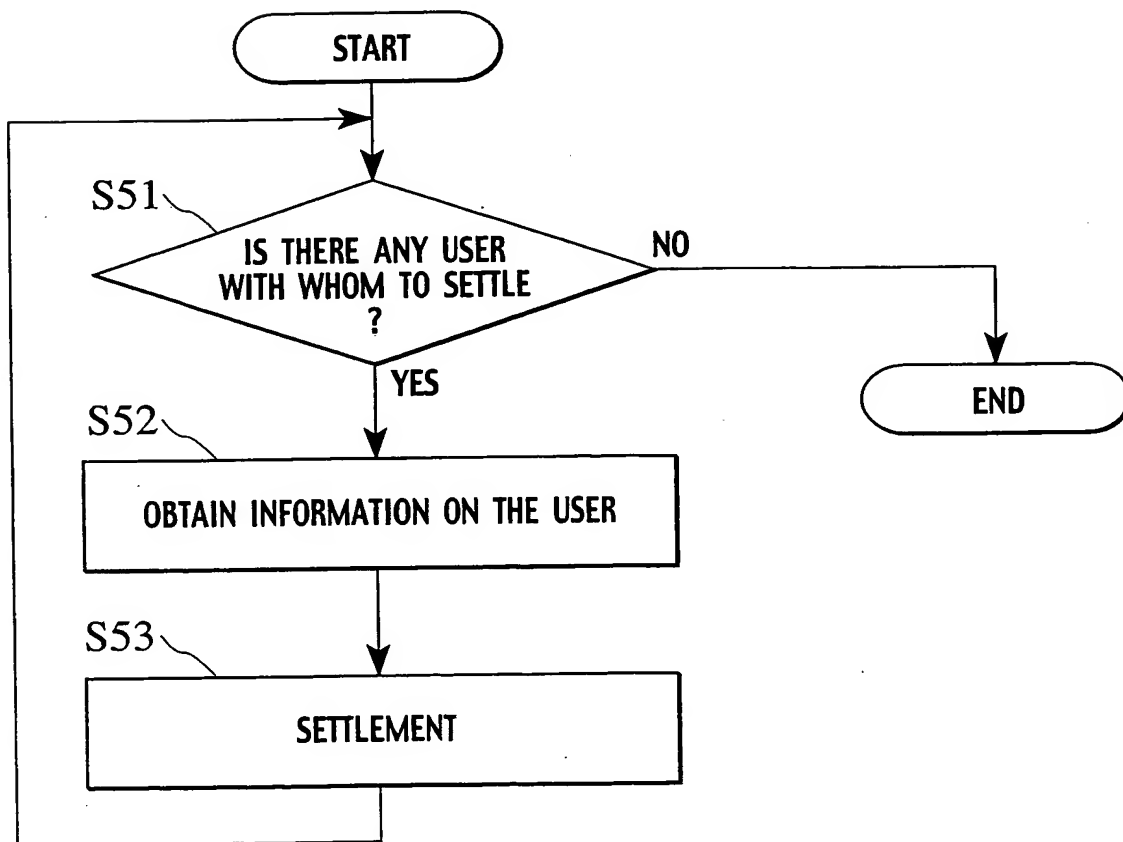 START
S51
IS THERE ANY USER
WITH WHOM TO SETTLE
?
NO
YES
END
S52
OBTAIN INFORMATION ON THE USER
S53
SETTLEMENT